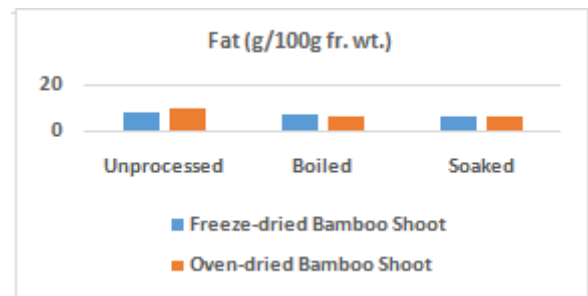 Fat (g/100g fr. wt.)
20
0
Unprocessed Boiled Soaked
Freeze-dried Bamboo Shoot
Oven-dried Bamboo Shoot